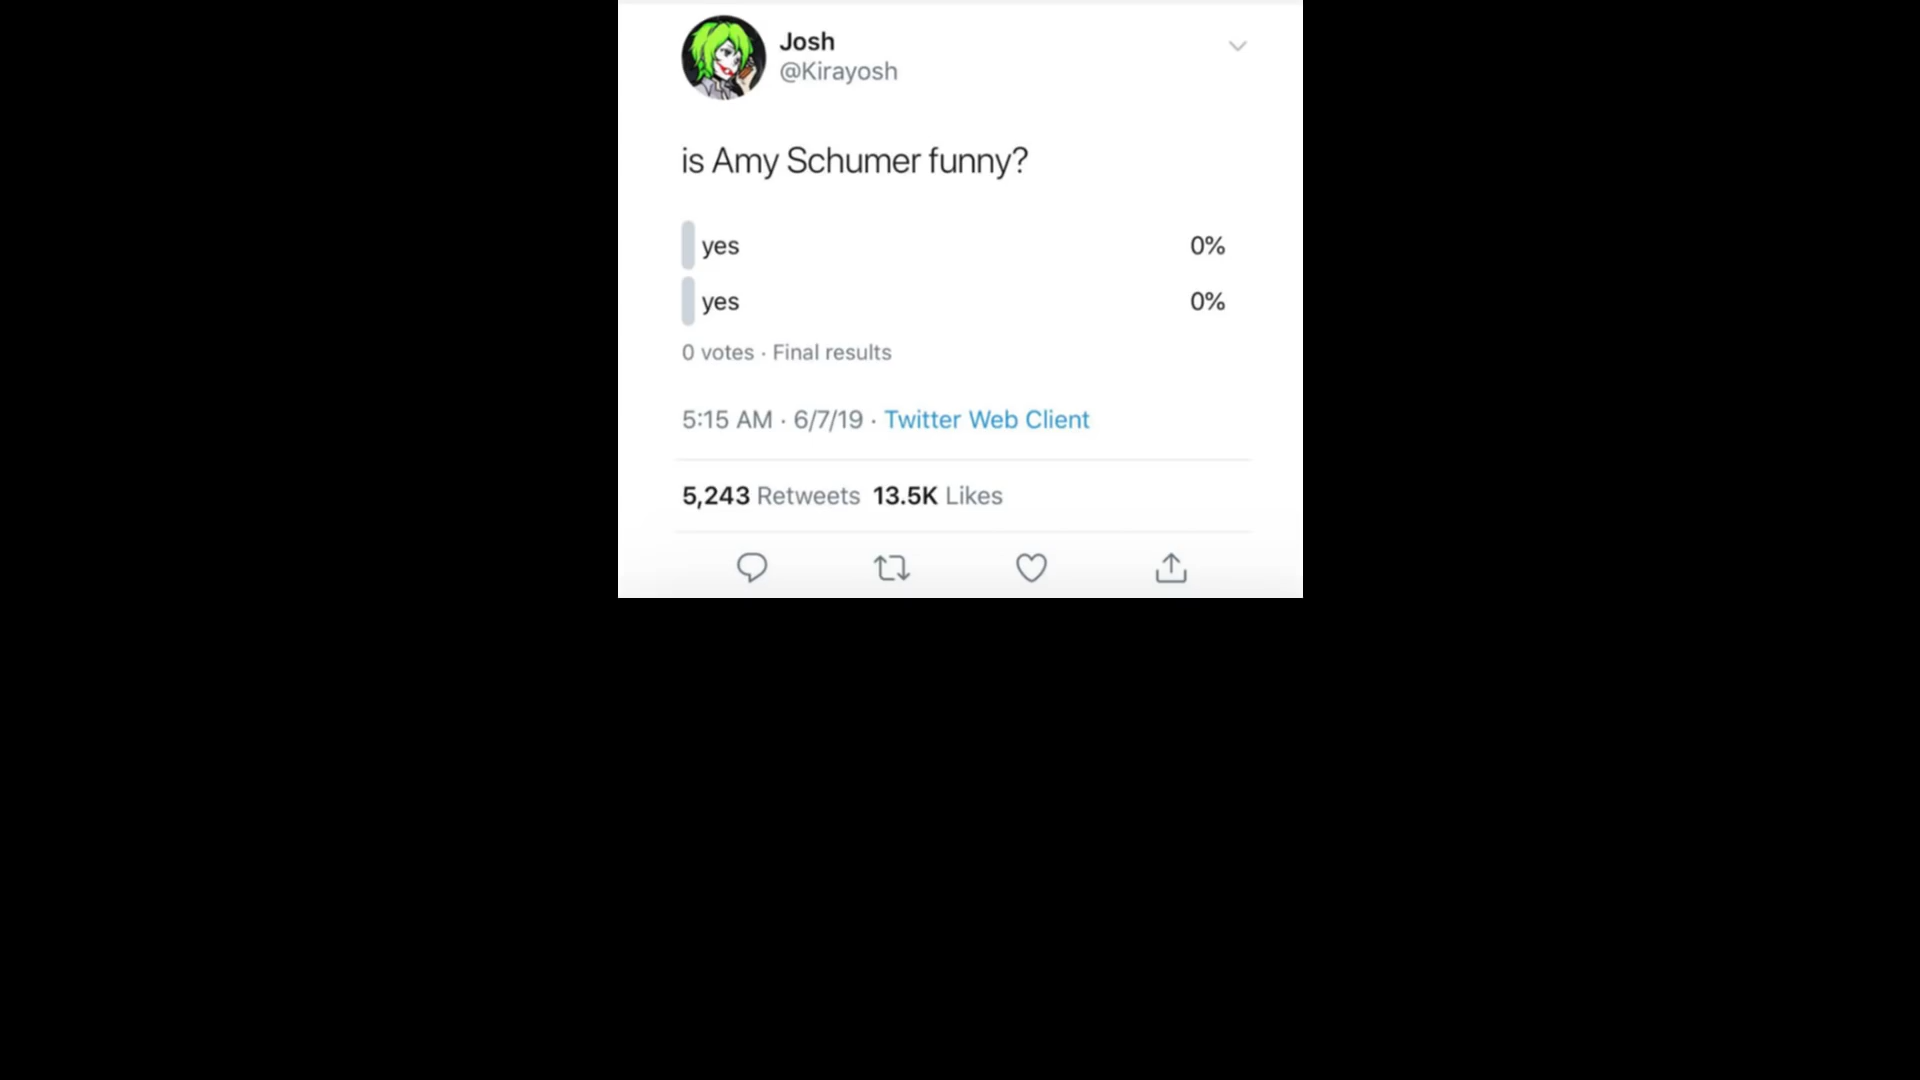 Josh
@Kirayosh
is Amy Schumer funny?
yes 0%
yes 0%
0 votes · Final results
5:15 AM · 6/7/19 · Twitter Web Client
5,243 Retweets 13.5K Likes